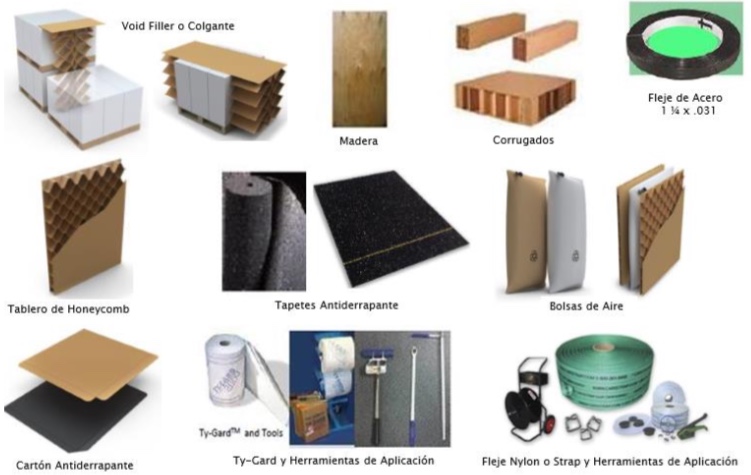 Void Filler o Colgante
Madera
Corrugados
Fleje de Acero
1 ¼ x .031
Tablero de Honeycomb
Tapetes Antiderrapante
Bolsas de Aire
Cartón Antiderrapante
Ty-Gard™ and Tools
Ty-Gard y Herramientas de Aplicación
Fleje Nylon o Strap y Herramientas de Aplicación